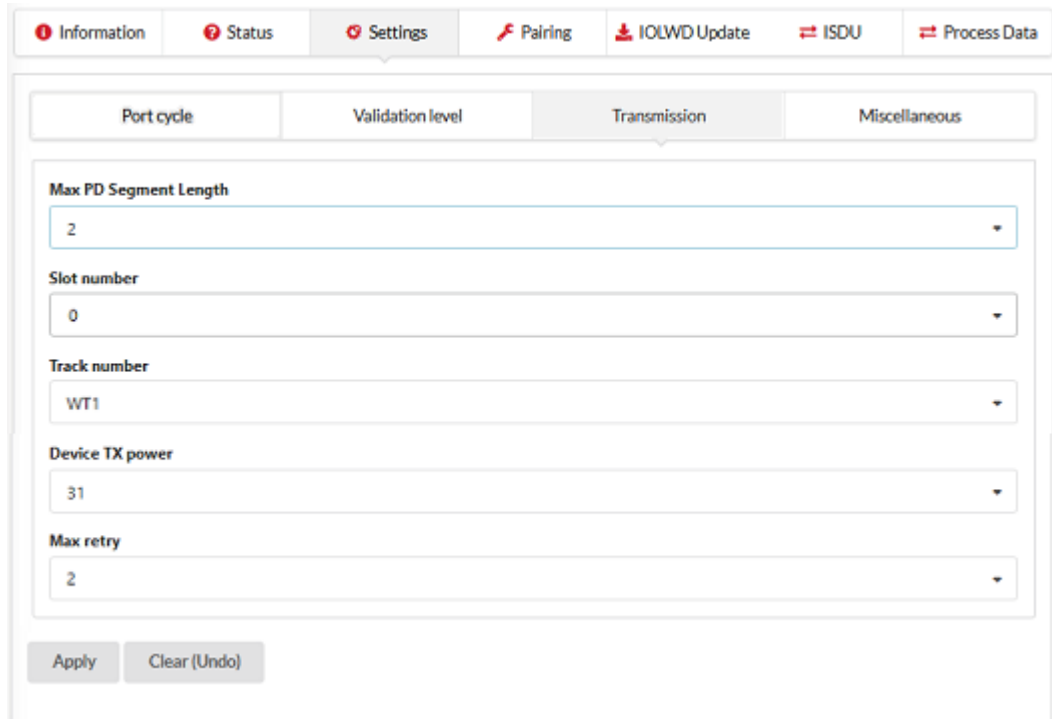 Information Status Settings Pairing IOLWD Update ISDU Process Data
Port cycle Validation level Transmission Miscellaneous
Max PD Segment Length
2
Slot number
0
Track number
WT1
Device TX power
31
Max retry
2
Apply Clear (Undo)